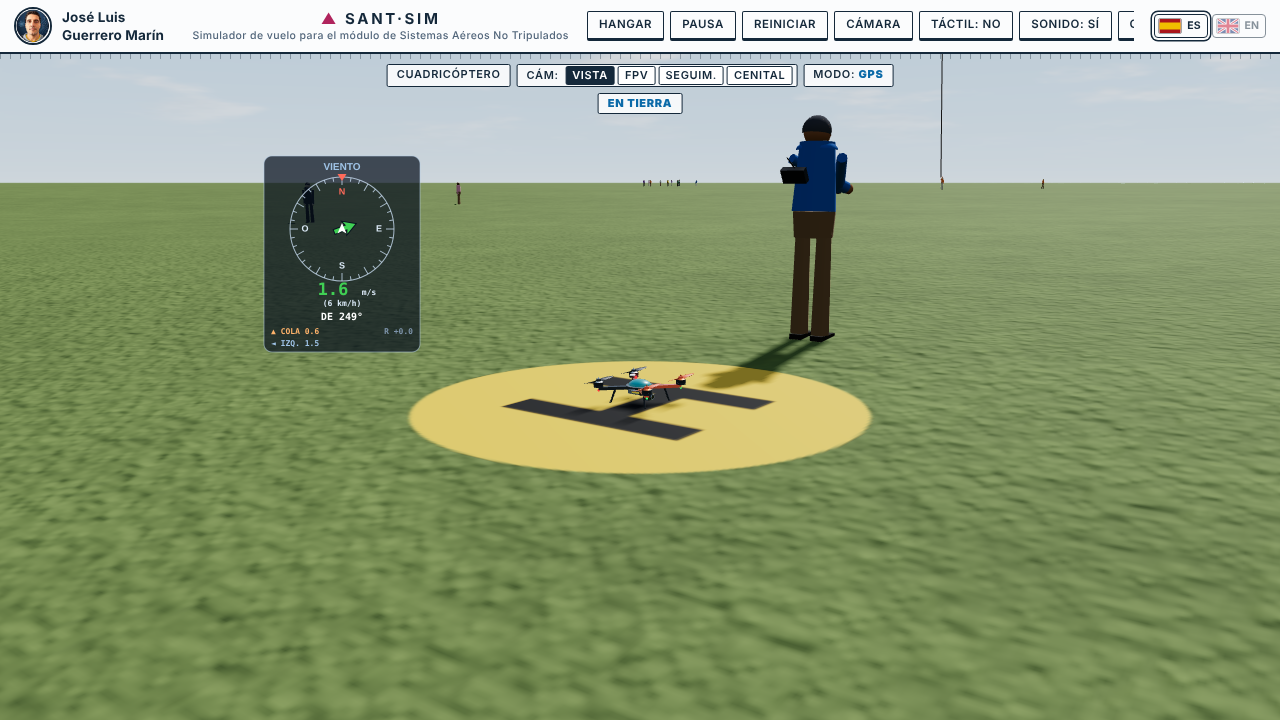 José Luis
Guerrero Marín
▲ SANT·SIM
Simulador de vuelo para el módulo de Sistemas Aéreos No Tripulados
HANGAR
PAUSA
REINICIAR
CÁMARA
TÁCTIL: NO
SONIDO: SÍ
ES
EN
CUADRICÓPTERO
CÁM: VISTA FPV SEGUIM. CENITAL
MODO: GPS
EN TIERRA
VIENTO
N
O
E
S
1.6 m/s
(6 km/h)
DE 249°
▲ COLA 0.6
R +0.0
◄ IZQ. 1.5
H